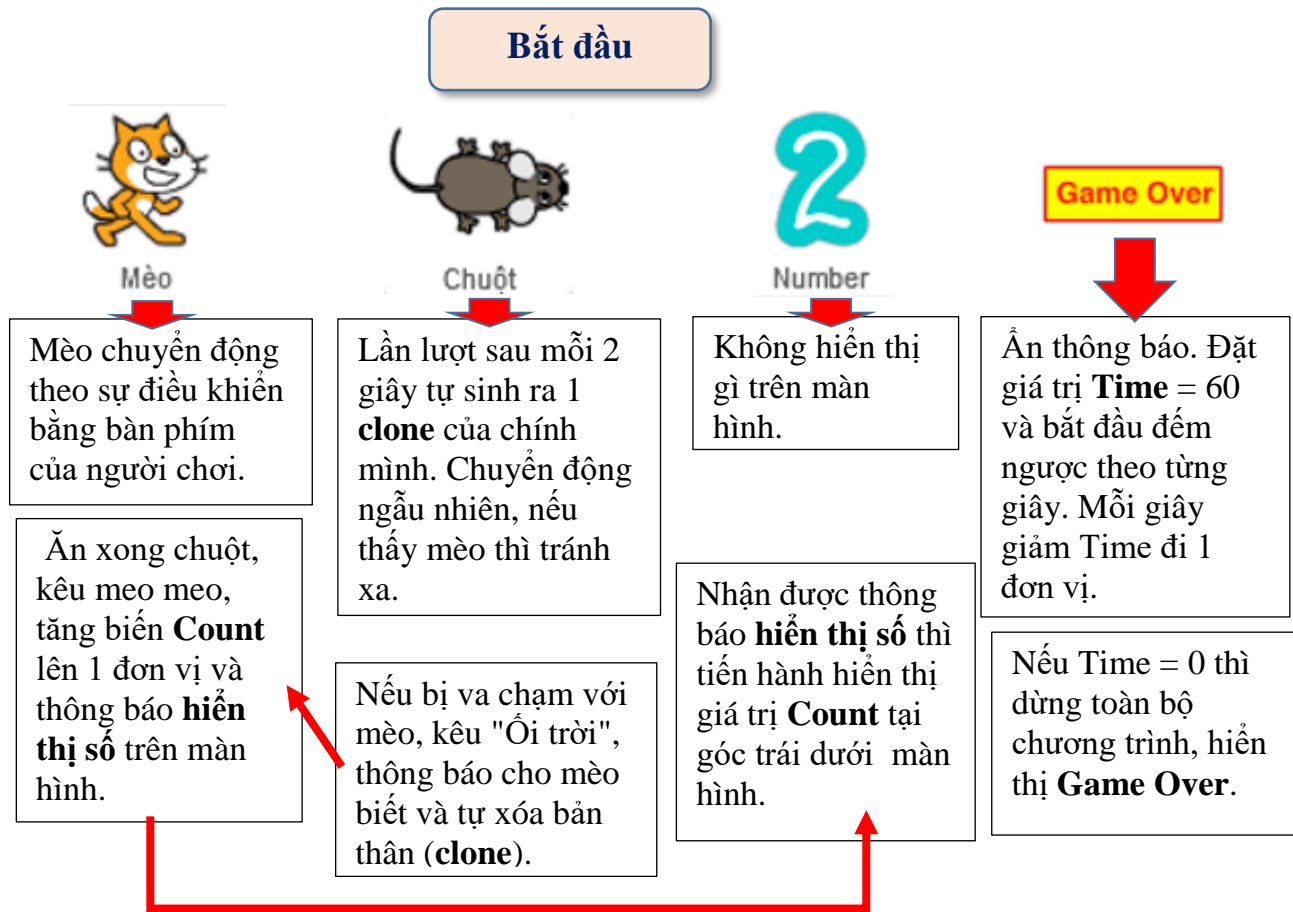 Bắt đầu
Mèo
Chuột
Number
Game Over
Mèo chuyển động
theo sự điều khiển
bằng bàn phím
của người chơi.
Ăn xong chuột,
kêu meo meo,
tăng biến Count
lên 1 đơn vị và
thông báo hiển
thị số trên màn
hình.
Lần lượt sau mỗi 2
giây tự sinh ra 1
clone của chính
mình. Chuyển động
ngẫu nhiên, nếu
thấy mèo thì tránh
xa.
Nếu bị va chạm với
mèo, kêu "Ối trời",
thông báo cho mèo
biết và tự xóa bản
thân (clone).
Không hiển thị
gì trên màn
hình.
Nhận được thông
báo hiển thị số thì
tiến hành hiển thị
giá trị Count tại
góc trái dưới màn
hình.
Ẩn thông báo. Đặt
giá trị Time = 60
và bắt đầu đếm
ngược theo từng
giây. Mỗi giây
giảm Time đi 1
đơn vị.
Nếu Time = 0 thì
dừng toàn bộ
chương trình, hiển
thị Game Over.